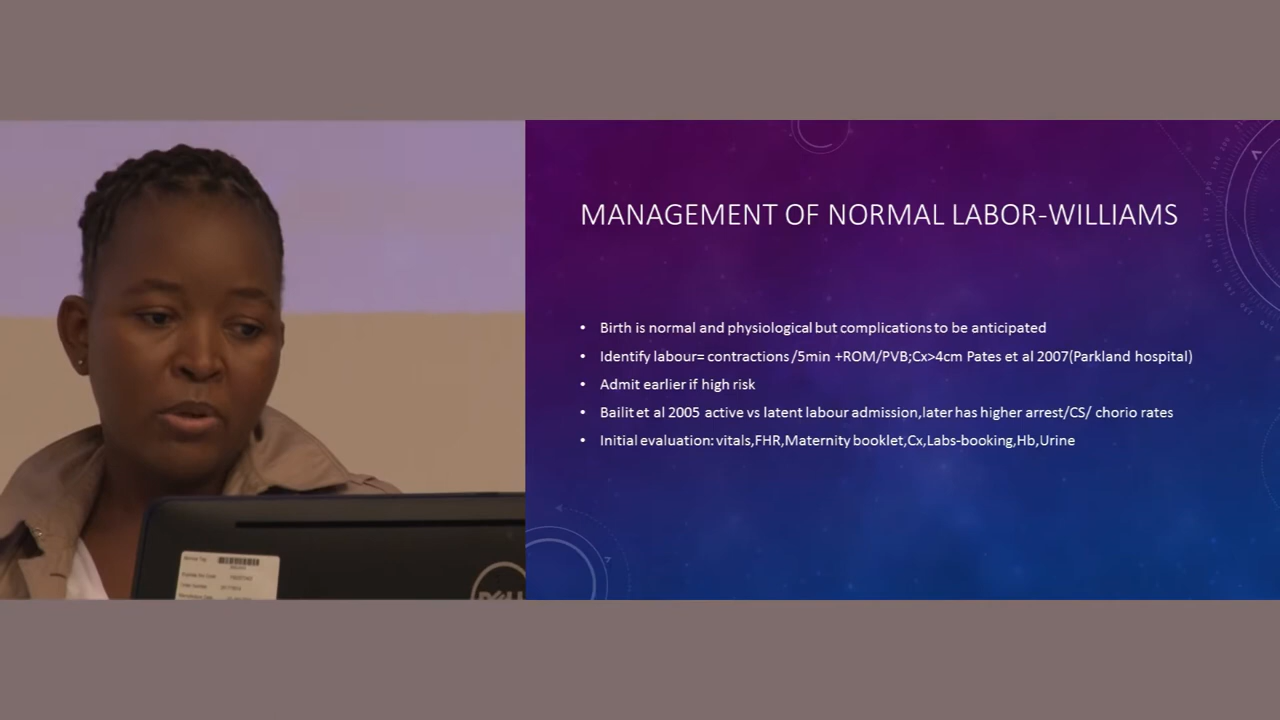 MANAGEMENT OF NORMAL LABOR-WILLIAMS
• Birth is normal and physiological but complications to be anticipated
• Identify labour= contractions /5min +ROM/PVB;Cx>4cm Pates et al 2007(Parkland hospital)
• Admit earlier if high risk
• Bailit et al 2005 active vs latent labour admission,later has higher arrest/CS/ chorio rates
• Initial evaluation: vitals,FHR,Maternity booklet,Cx,Labs-booking,Hb,Urine
DELL